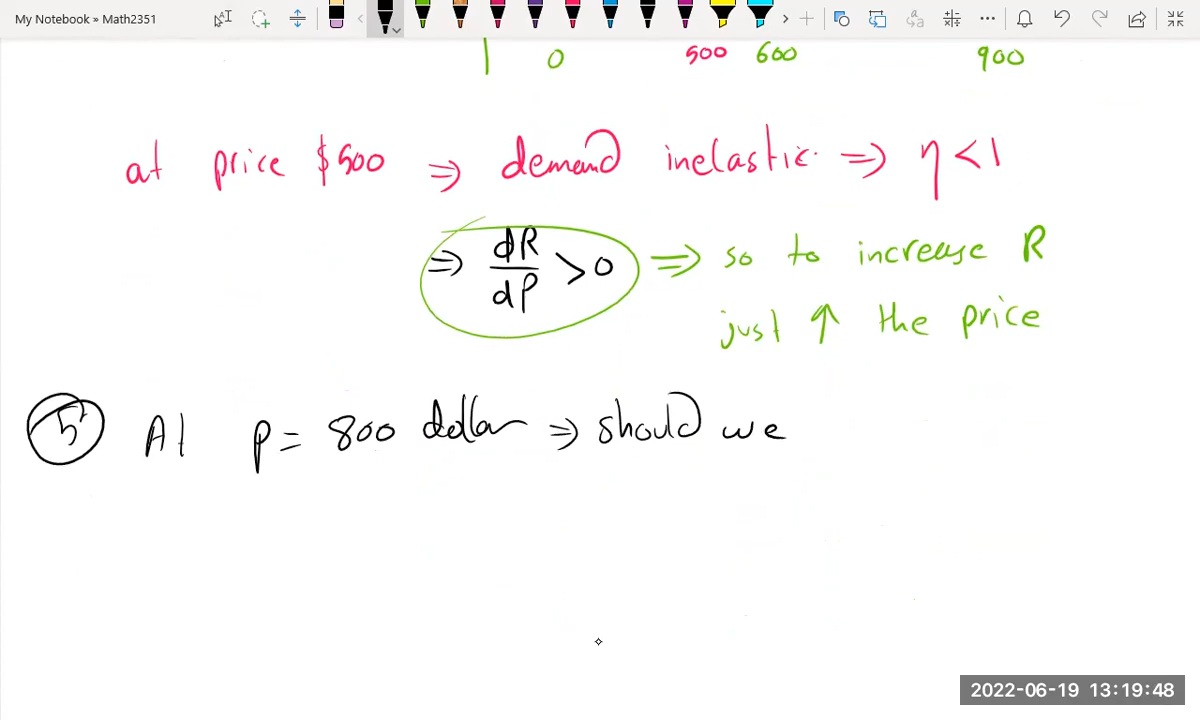 My Notebook » Math2351
0 500 600 900
at price $500 ⇒ demand inelastic ⇒ η < 1
⇒ dR/dP > 0 ⇒ so to increase R
just ↑ the price
5 At p = 800 dollar ⇒ should we
2022-06-19 13:19:48